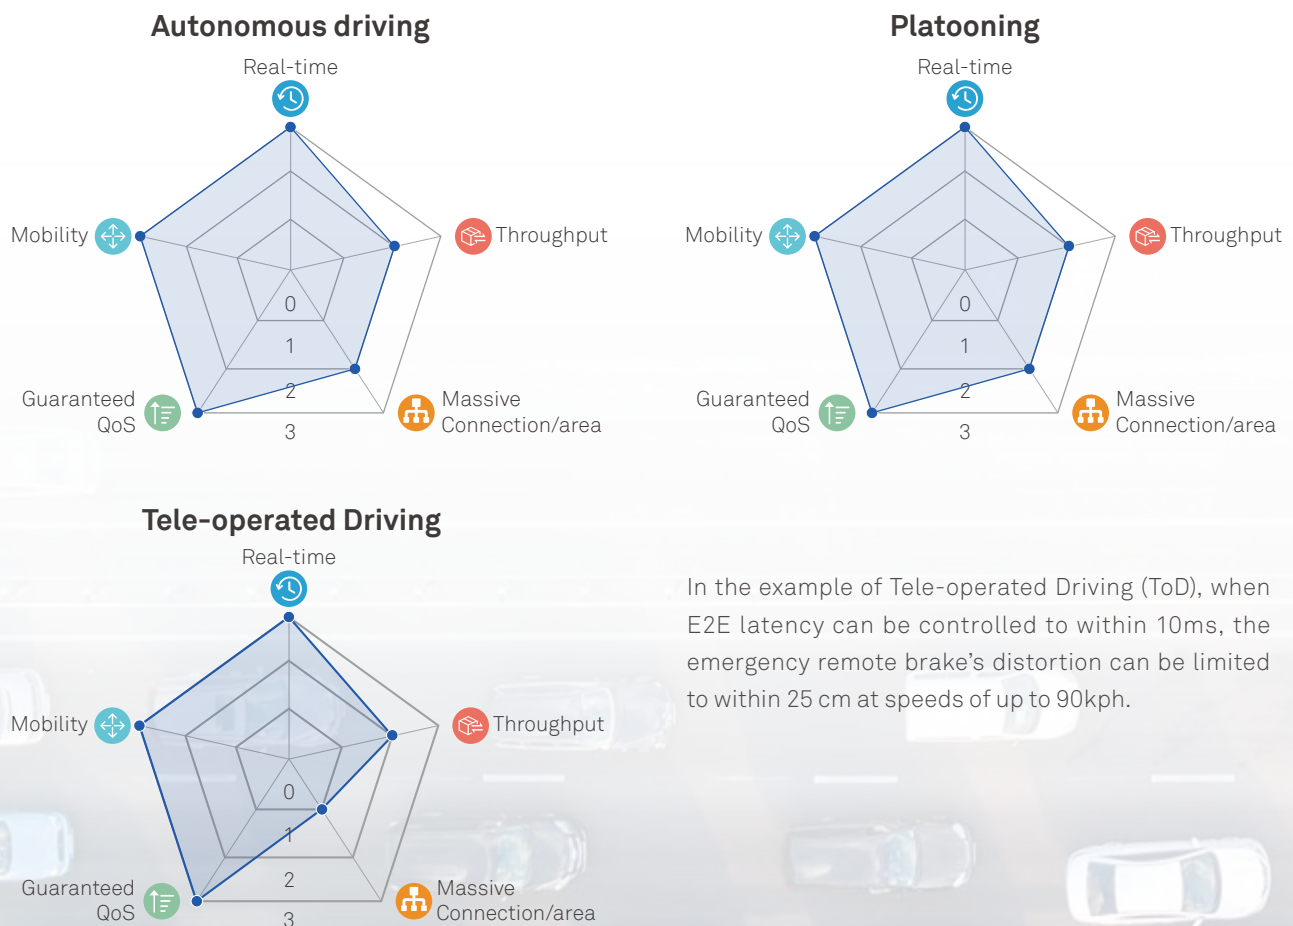 Autonomous driving
Real-time
Mobility
Throughput
0
1
2
3
Guaranteed
QoS
Massive
Connection/area
Platooning
Real-time
Mobility
Throughput
0
1
2
3
Guaranteed
QoS
Massive
Connection/area
Tele-operated Driving
Real-time
Mobility
Throughput
0
1
2
3
Guaranteed
QoS
Massive
Connection/area
In the example of Tele-operated Driving (ToD), when
E2E latency can be controlled to within 10ms, the
emergency remote brake’s distortion can be limited
to within 25 cm at speeds of up to 90kph.